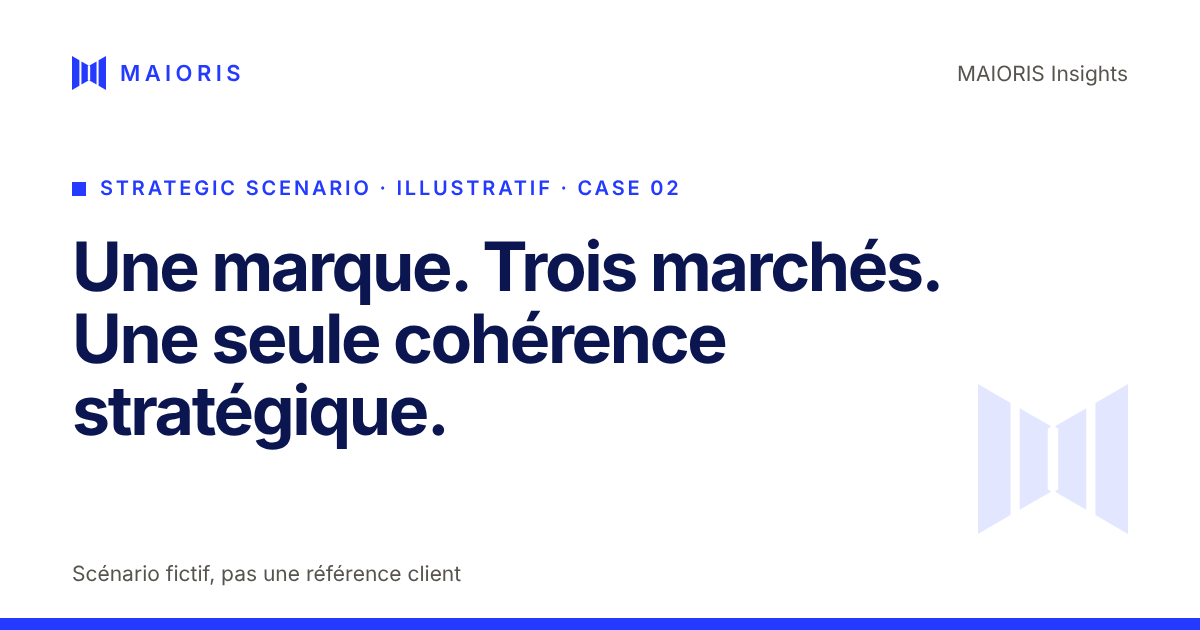 MAIORIS
MAIORIS Insights
STRATEGIC SCENARIO · ILLUSTRATIF · CASE 02
Une marque. Trois marchés.
Une seule cohérence
stratégique.
Scénario fictif, pas une référence client